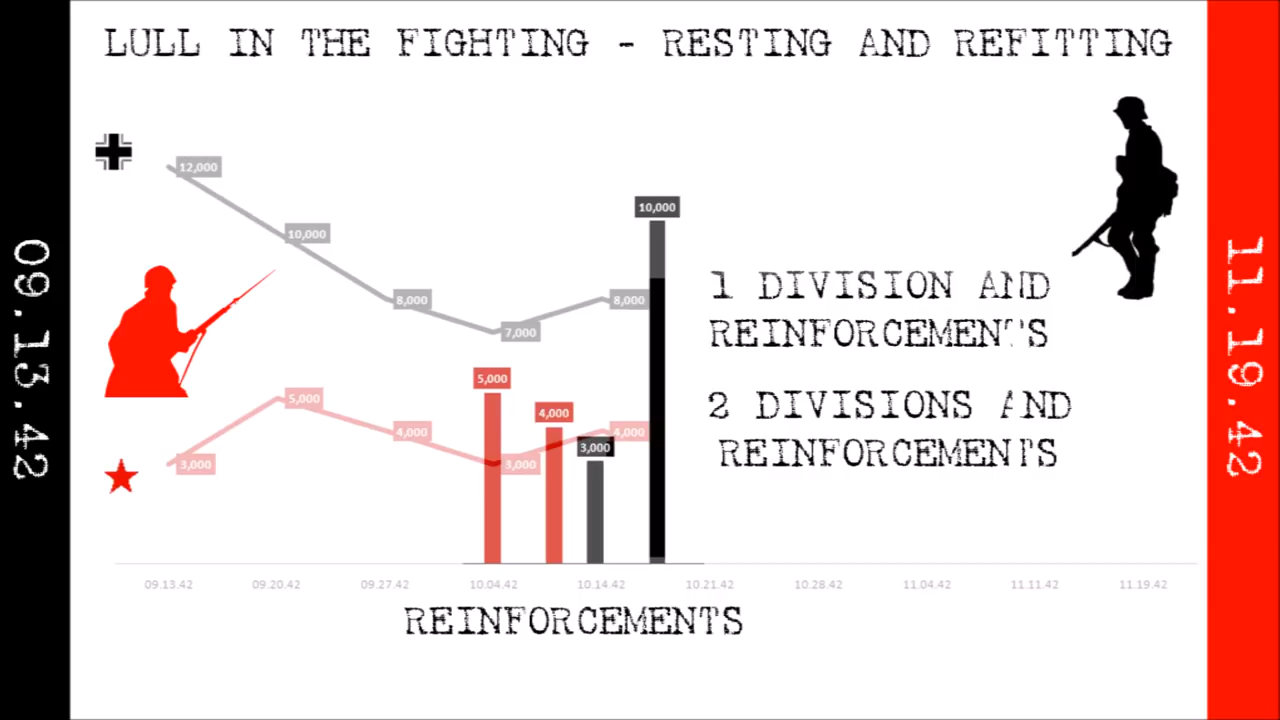 LULL IN THE FIGHTING - RESTING AND REFITTING
09.13.42
11.19.42
12,000
10,000
8,000
7,000
8,000
10,000
5,000
4,000
3,000
3,000
5,000
4,000
3,000
4,000
1 DIVISION AND
REINFORCEMENTS
2 DIVISIONS AND
REINFORCEMENTS
09.13.42 09.20.42 09.27.42 10.04.42 10.14.42 10.21.42 10.28.42 11.04.42 11.11.42 11.19.42
REINFORCEMENTS